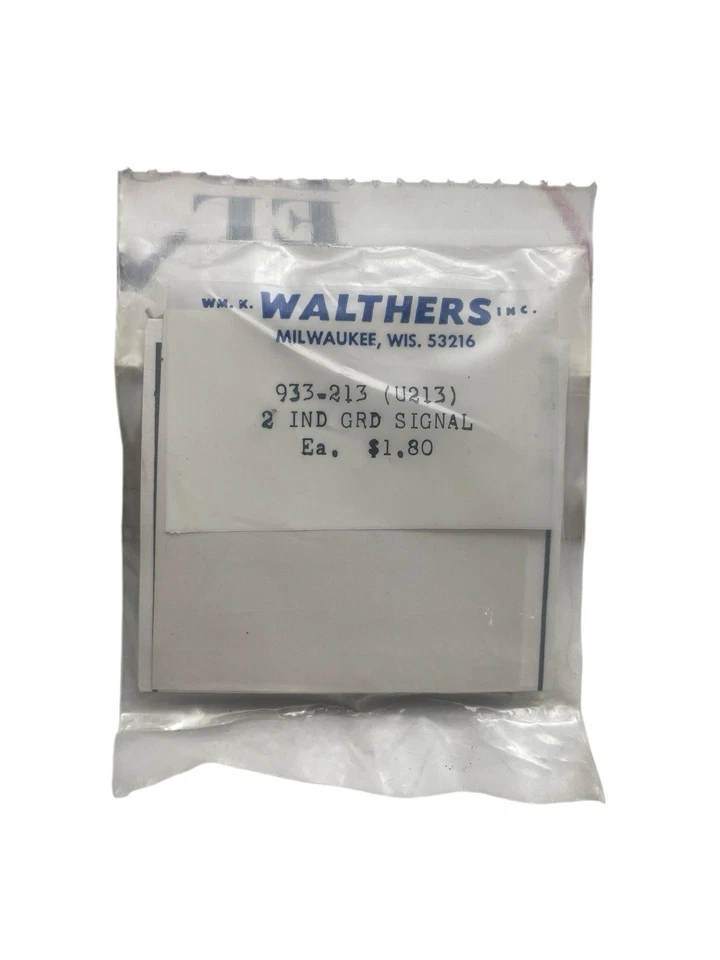 WM. K. WALTHERS INC.
MILWAUKEE, WIS. 53216
933-213 (U213)
2 IND GRD SIGNAL
Ea. $1.80